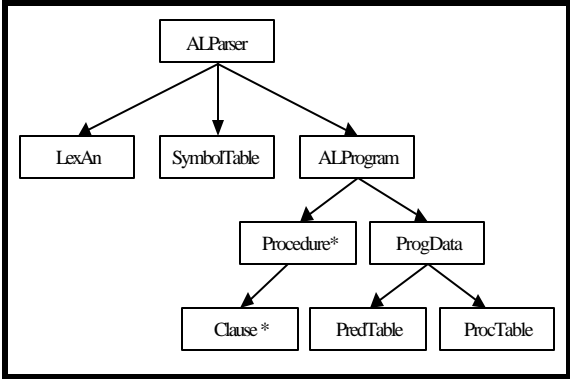 ALParser
LexAn
SymbolTable
ALProgram
Procedure*
ProgData
Clause *
PredTable
ProcTable